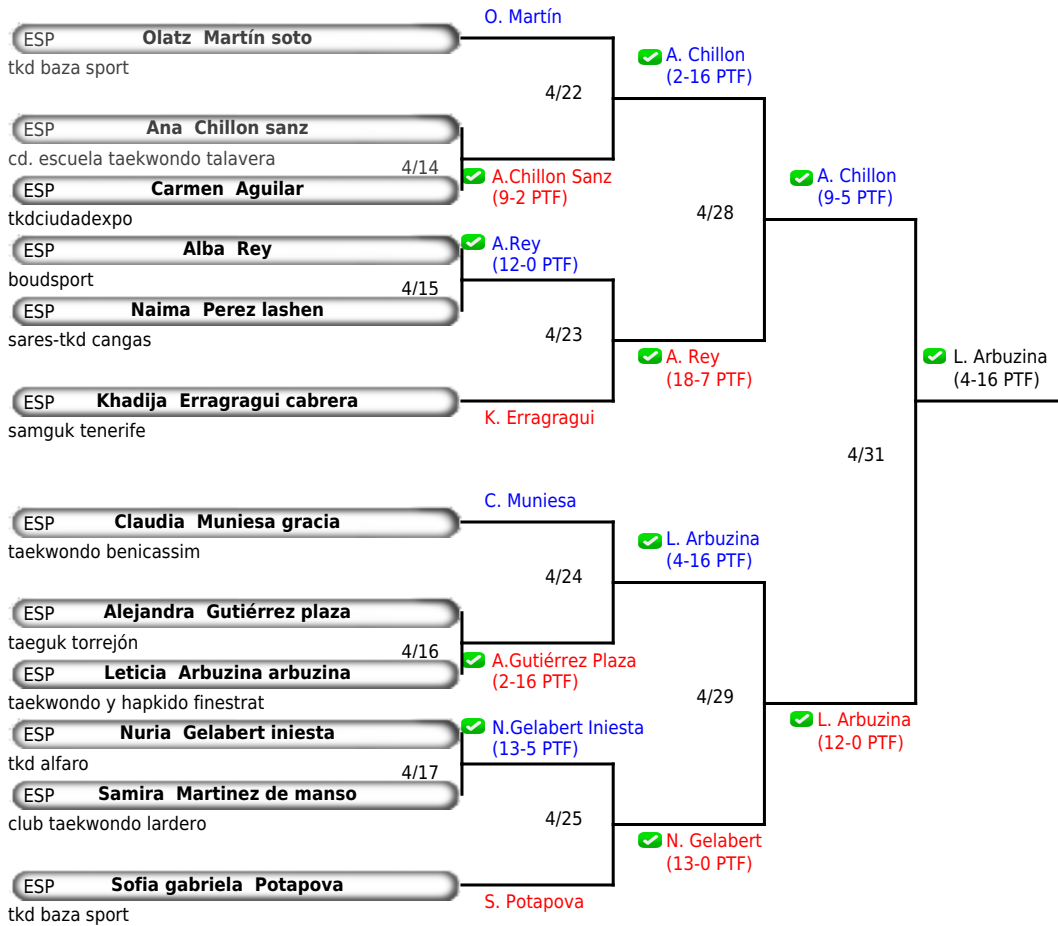 O. Martín
ESP Olatz Martín soto
tkd baza sport
A. Chillon
(2-16 PTF)
4/22
ESP Ana Chillon sanz
cd. escuela taekwondo talavera
4/14
A.Chillon Sanz
(9-2 PTF)
ESP Carmen Aguilar
tkdciudadexpo
A. Chillon
(9-5 PTF)
4/28
ESP Alba Rey
boudsport
A.Rey
(12-0 PTF)
4/15
ESP Naima Perez lashen
sares-tkd cangas
4/23
A. Rey
(18-7 PTF)
L. Arbuzina
(4-16 PTF)
ESP Khadija Erragragui cabrera
samguk tenerife
K. Erragragui
4/31
C. Muniesa
ESP Claudia Muniesa gracia
taekwondo benicassim
L. Arbuzina
(4-16 PTF)
4/24
ESP Alejandra Gutiérrez plaza
taeguk torrejón
4/16
A.Gutiérrez Plaza
(2-16 PTF)
ESP Leticia Arbuzina arbuzina
taekwondo y hapkido finestrat
4/29
L. Arbuzina
(12-0 PTF)
ESP Nuria Gelabert iniesta
tkd alfaro
N.Gelabert Iniesta
(13-5 PTF)
4/17
ESP Samira Martinez de manso
club taekwondo lardero
4/25
N. Gelabert
(13-0 PTF)
ESP Sofia gabriela Potapova
tkd baza sport
S. Potapova